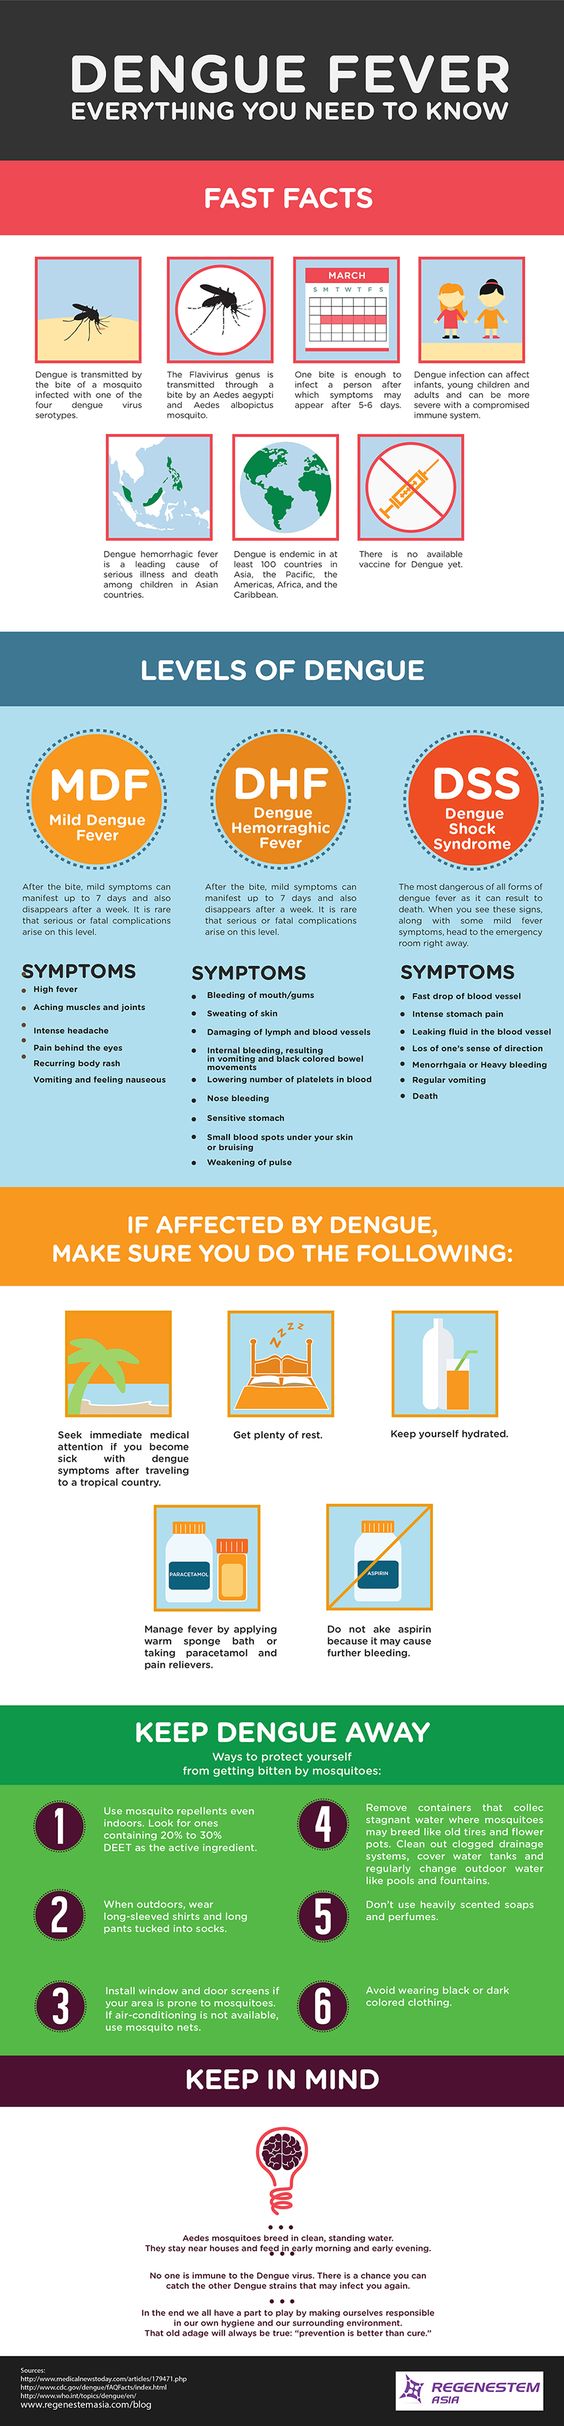 DENGUE FEVER
EVERYTHING YOU NEED TO KNOW
FAST FACTS
Dengue is transmitted by
the bite of a mosquito
infected with one of the
four dengue virus
serotypes.
The Flavivirus genus is
transmitted through a
bite by an Aedes aegypti
and Aedes albopictus
mosquito.
MARCH
S M T W T F S
One bite is enough to
infect a person after
which symptoms may
appear after 5-6 days.
Dengue infection can affect
infants, young children and
adults and can be more
severe with a compromised
immune system.
Dengue hemorrhagic fever
is a leading cause of
serious illness and death
among children in Asian
countries.
Dengue is endemic in at
least 100 countries in
Asia, the Pacific, the
Americas, Africa, and the
Caribbean.
There is no available
vaccine for Dengue yet.
LEVELS OF DENGUE
MDF
Mild Dengue
Fever
After the bite, mild symptoms can
manifest up to 7 days and also
disappears after a week. It is rare
that serious or fatal complications
arise on this level.
SYMPTOMS
High fever
Aching muscles and joints
Intense headache
Pain behind the eyes
Recurring body rash
Vomiting and feeling nauseous
DHF
Dengue
Hemorraghic
Fever
After the bite, mild symptoms can
manifest up to 7 days and also
disappears after a week. It is rare
that serious or fatal complications
arise on this level.
SYMPTOMS
Bleeding of mouth/gums
Sweating of skin
Damaging of lymph and blood vessels
Internal bleeding, resulting
in vomiting and black colored bowel
movements
Lowering number of platelets in blood
Nose bleeding
Sensitive stomach
Small blood spots under your skin
or bruising
Weakening of pulse
DSS
Dengue
Shock
Syndrome
The most dangerous of all forms of
dengue fever as it can result to
death. When you see these signs,
along with some mild fever
symptoms, head to the emergency
room right away.
SYMPTOMS
Fast drop of blood vessel
Intense stomach pain
Leaking fluid in the blood vessel
Los of one's sense of direction
Menorrhgaia or Heavy bleeding
Regular vomiting
Death
IF AFFECTED BY DENGUE,
MAKE SURE YOU DO THE FOLLOWING:
Seek immediate medical
attention if you become
sick with dengue
symptoms after traveling
to a tropical country.
Z Z Z Z
Get plenty of rest.
Keep yourself hydrated.
PARACETAMOL
Manage fever by applying
warm sponge bath or
taking paracetamol and
pain relievers.
ASPIRIN
Do not ake aspirin
because it may cause
further bleeding.
KEEP DENGUE AWAY
Ways to protect yourself
from getting bitten by mosquitoes:
1
Use mosquito repellents even
indoors. Look for ones
containing 20% to 30%
DEET as the active ingredient.
2
When outdoors, wear
long-sleeved shirts and long
pants tucked into socks.
3
Install window and door screens if
your area is prone to mosquitoes.
If air-conditioning is not available,
use mosquito nets.
4
Remove containers that collec
stagnant water where mosquitoes
may breed like old tires and flower
pots. Clean out clogged drainage
systems, cover water tanks and
regularly change outdoor water
like pools and fountains.
5
Don't use heavily scented soaps
and perfumes.
6
Avoid wearing black or dark
colored clothing.
KEEP IN MIND
Aedes mosquitoes breed in clean, standing water.
They stay near houses and feed in early morning and early evening.
No one is immune to the Dengue virus. There is a chance you can
catch the other Dengue strains that may infect you again.
In the end we all have a part to play by making ourselves responsible
in our own hygiene and our surrounding environment.
That old adage will always be true: "prevention is better than cure."
Sources:
http://www.medicalnewstoday.com/articles/179471.php
http://www.cdc.gov/dengue/fAQFacts/index.html
http://www.who.int/topics/dengue/en/
www.regenestemasia.com/blog
REGENESTEM
ASIA